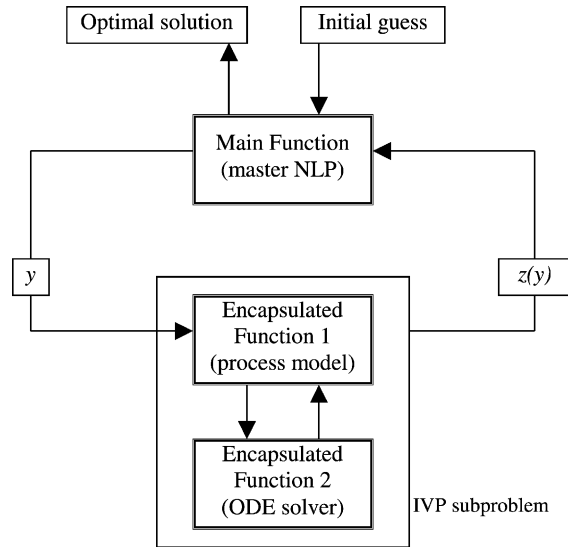 Optimal solution
Initial guess
Main Function
(master NLP)
y
z(y)
Encapsulated
Function 1
(process model)
Encapsulated
Function 2
(ODE solver)
IVP subproblem